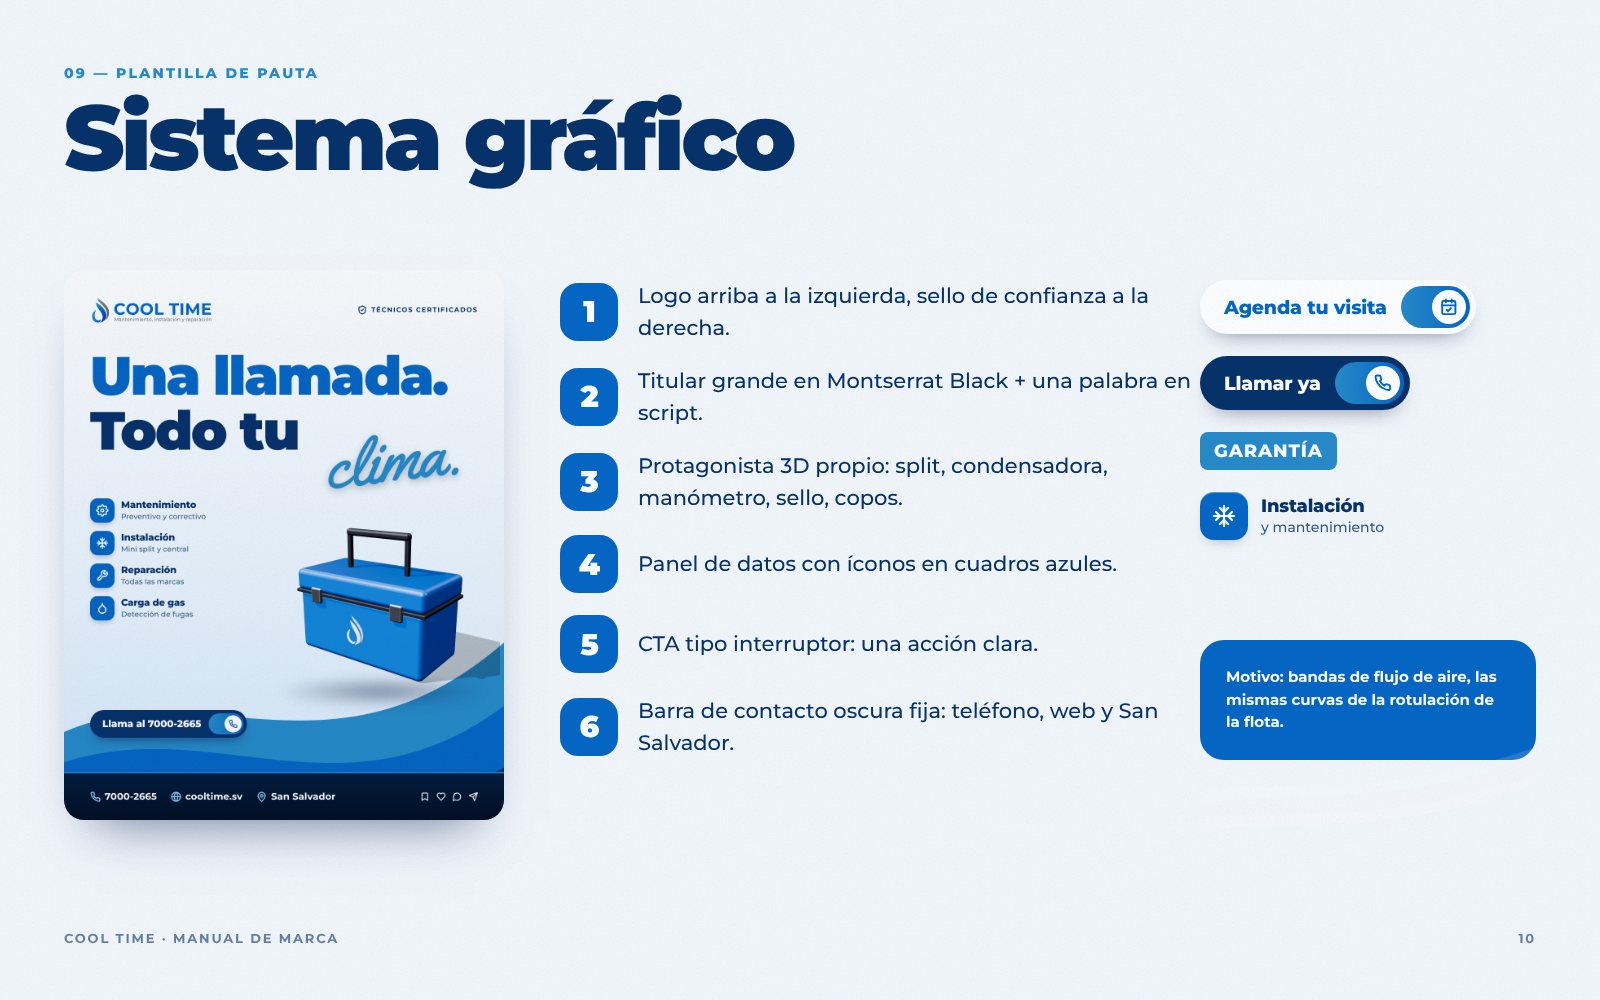 09 — PLANTILLA DE PAUTA
Sistema gráfico
COOL TIME
Mantenimiento, instalación y reparación
TÉCNICOS CERTIFICADOS
Una llamada.
Todo tu
clima.
Mantenimiento
Preventivo y correctivo
Instalación
Mini split y central
Reparación
Todas las marcas
Carga de gas
Detección de fugas
Llama al 7000-2665
7000-2665 cooltime.sv San Salvador
1
Logo arriba a la izquierda, sello de confianza a la
derecha.
2
Titular grande en Montserrat Black + una palabra en
script.
3
Protagonista 3D propio: split, condensadora,
manómetro, sello, copos.
4
Panel de datos con íconos en cuadros azules.
5
CTA tipo interruptor: una acción clara.
6
Barra de contacto oscura fija: teléfono, web y San
Salvador.
Agenda tu visita
Llamar ya
GARANTÍA
Instalación
y mantenimiento
Motivo: bandas de flujo de aire, las
mismas curvas de la rotulación de
la flota.
COOL TIME · MANUAL DE MARCA
10